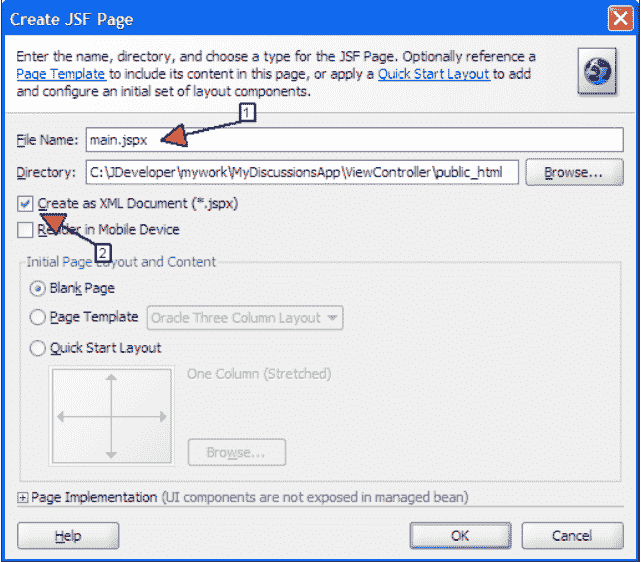 Create JSF Page
Enter the name, directory, and choose a type for the JSF Page. Optionally reference a
Page Template to include its content in this page, or apply a Quick Start Layout to add
and configure an initial set of layout components.
1
File Name: main.jspx
Directory: C:\JDeveloper\mywork\MyDiscussionsApp\ViewController\public_html Browse...
Create as XML Document (*.jspx)
Render in Mobile Device
2
Initial Page Layout and Content
Blank Page
Page Template Oracle Three Column Layout
Quick Start Layout
One Column (Stretched)
Browse...
Page Implementation (UI components are not exposed in managed bean)
Help OK Cancel